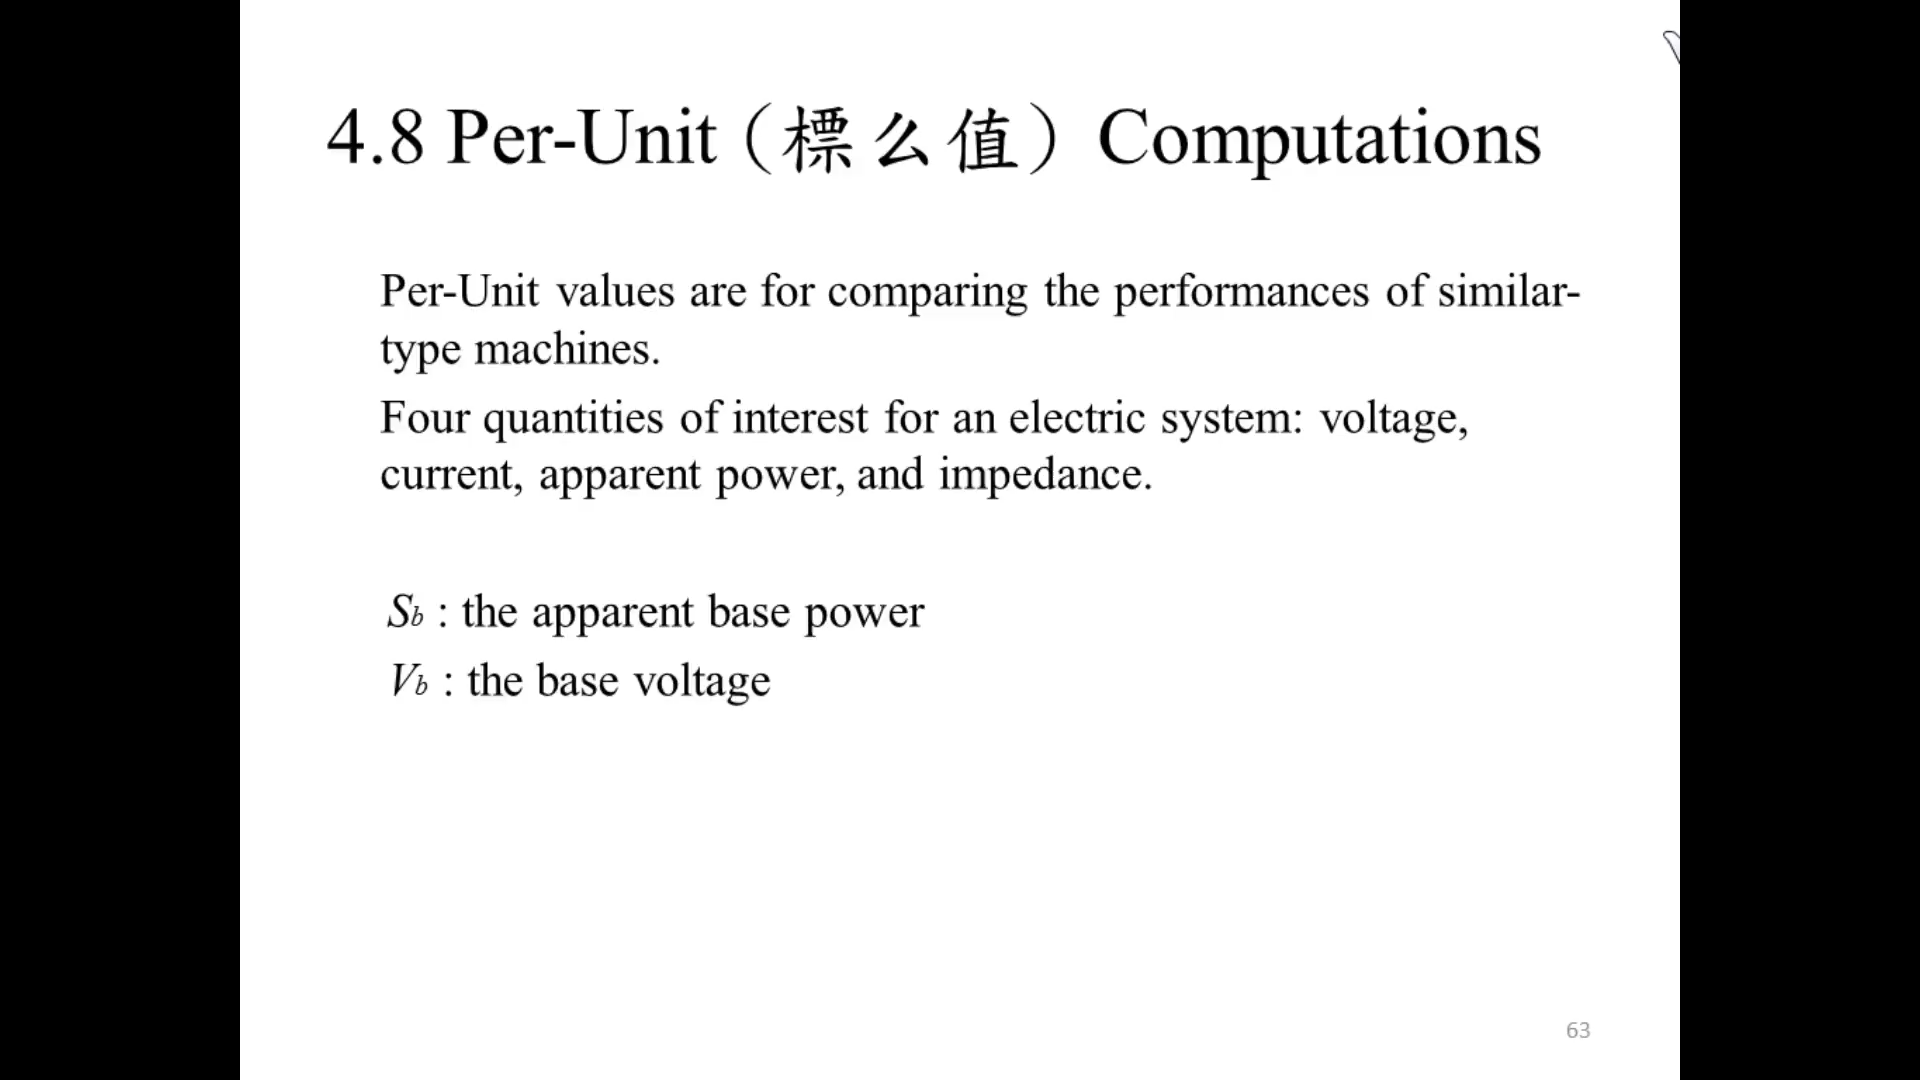 4.8 Per-Unit（標么值）Computations
Per-Unit values are for comparing the performances of similar-
type machines.
Four quantities of interest for an electric system: voltage,
current, apparent power, and impedance.
Sb : the apparent base power
Vb : the base voltage
63